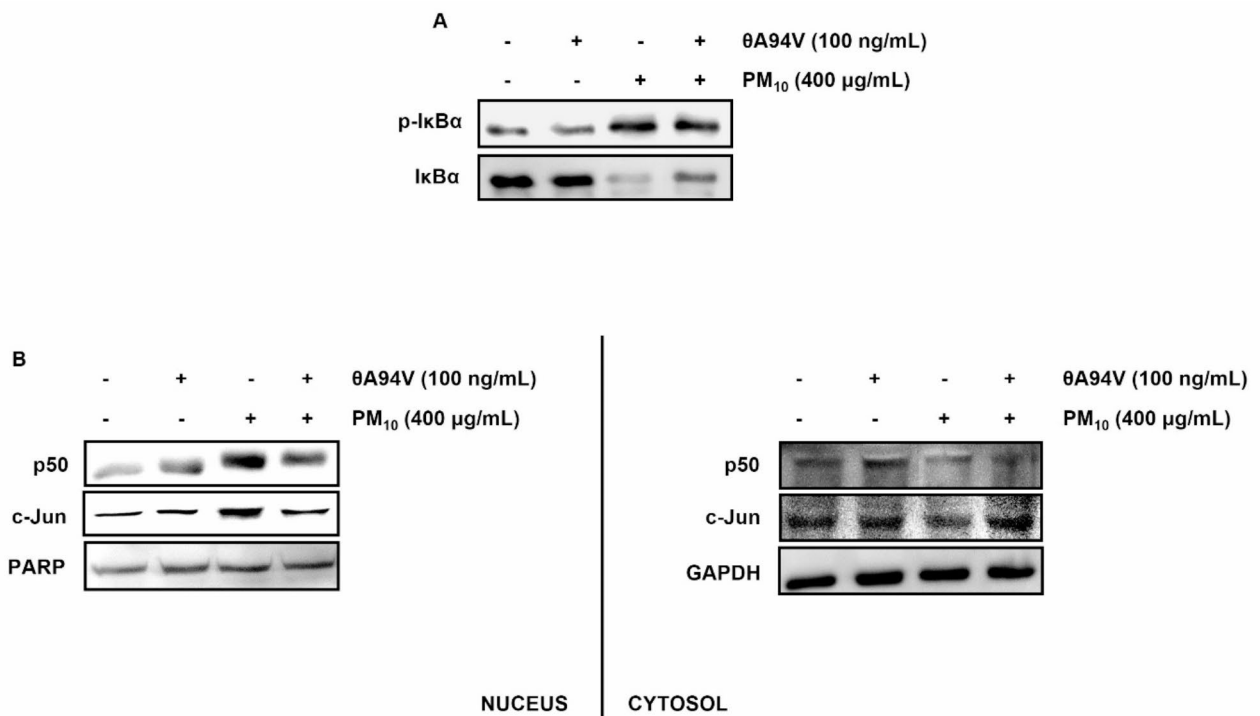 A
- + - + θA94V (100 ng/mL)
- - + + PM₁₀ (400 µg/mL)
p-IκBα
IκBα
B
- + - + θA94V (100 ng/mL)
- - + + PM₁₀ (400 µg/mL)
p50
c-Jun
PARP
NUCEUS
- + - + θA94V (100 ng/mL)
- - + + PM₁₀ (400 µg/mL)
p50
c-Jun
GAPDH
CYTOSOL